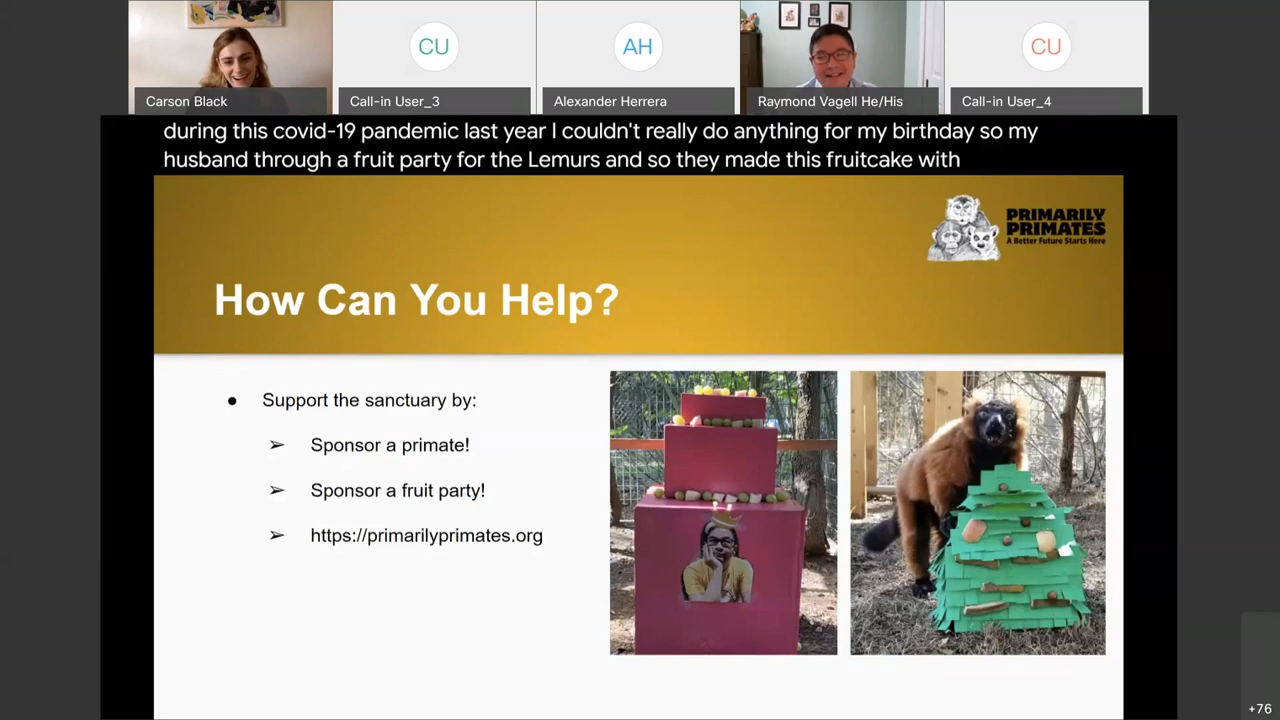 CU
AH
CU
Carson Black
Call-in User_3
Alexander Herrera
Raymond Vagell He/His
Call-in User_4
during this covid-19 pandemic last year I couldn't really do anything for my birthday so my
husband through a fruit party for the Lemurs and so they made this fruitcake with
PRIMARILY
PRIMATES
A Better Future Starts Here
How Can You Help?
● Support the sanctuary by:
➢ Sponsor a primate!
➢ Sponsor a fruit party!
➢ https://primarilyprimates.org
+76